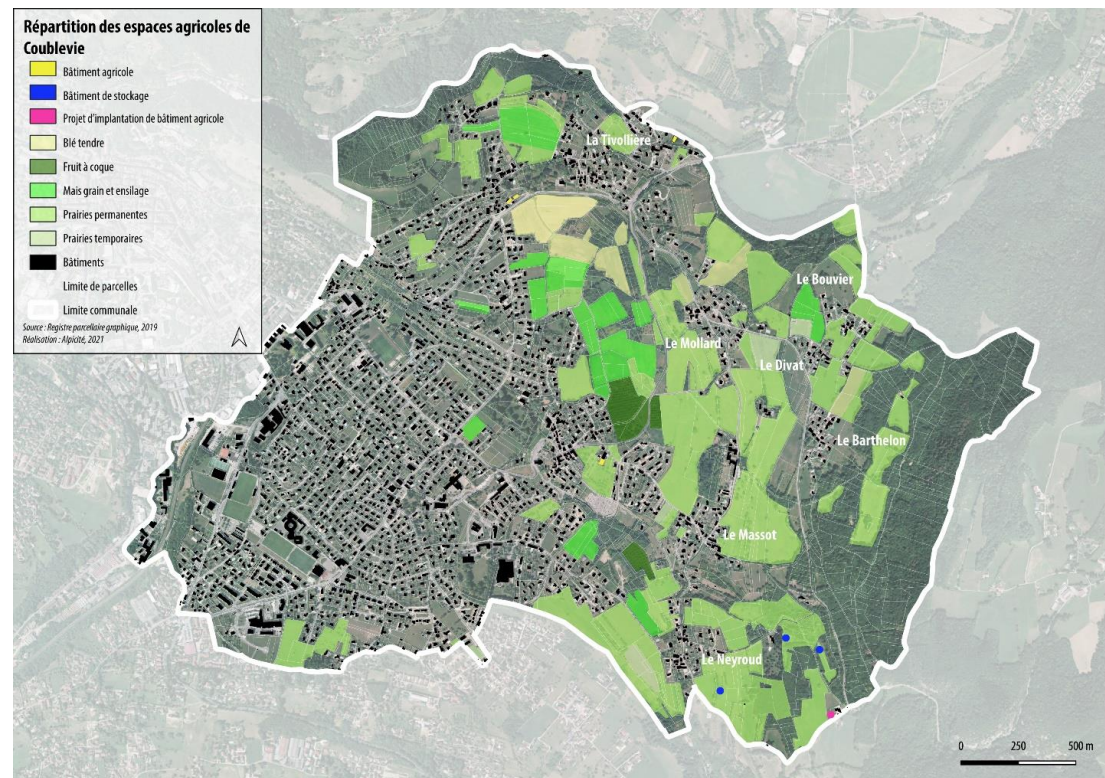 Répartition des espaces agricoles de
Coublevie
Bâtiment agricole
Bâtiment de stockage
Projet d'implantation de bâtiment agricole
Blé tendre
Fruit à coque
Mais grain et ensilage
Prairies permanentes
Prairies temporaires
Bâtiments
Limite de parcelles
Limite communale
Source : Registre parcellaire graphique, 2019
Réalisation : Alpicité, 2021
La Tivollière
Le Bouvier
Le Mollard
Le Divat
Le Barthelon
Le Massot
Le Neyroud
0 250 500 m